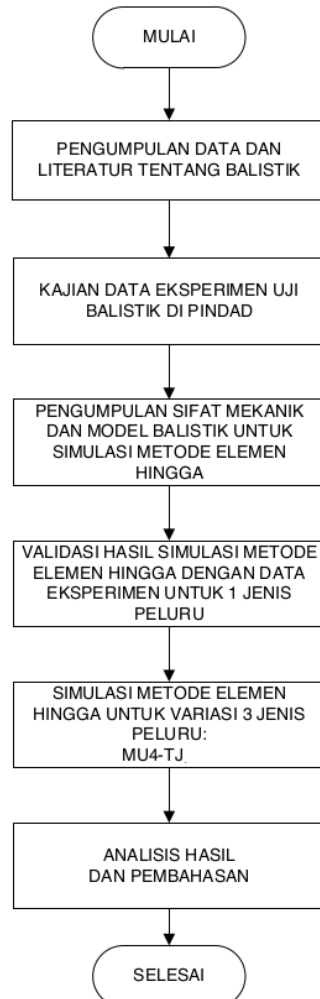 MULAI
PENGUMPULAN DATA DAN
LITERATUR TENTANG BALISTIK
KAJIAN DATA EKSPERIMEN UJI
BALISTIK DI PINDAD
PENGUMPULAN SIFAT MEKANIK
DAN MODEL BALISTIK UNTUK
SIMULASI METODE ELEMEN
HINGGA
VALIDASI HASIL SIMULASI METODE
ELEMEN HINGGA DENGAN DATA
EKSPERIMEN UNTUK 1 JENIS
PELURU
SIMULASI METODE ELEMEN
HINGGA UNTUK VARIASI 3 JENIS
PELURU:
MU4-TJ
ANALISIS HASIL
DAN PEMBAHASAN
SELESAI